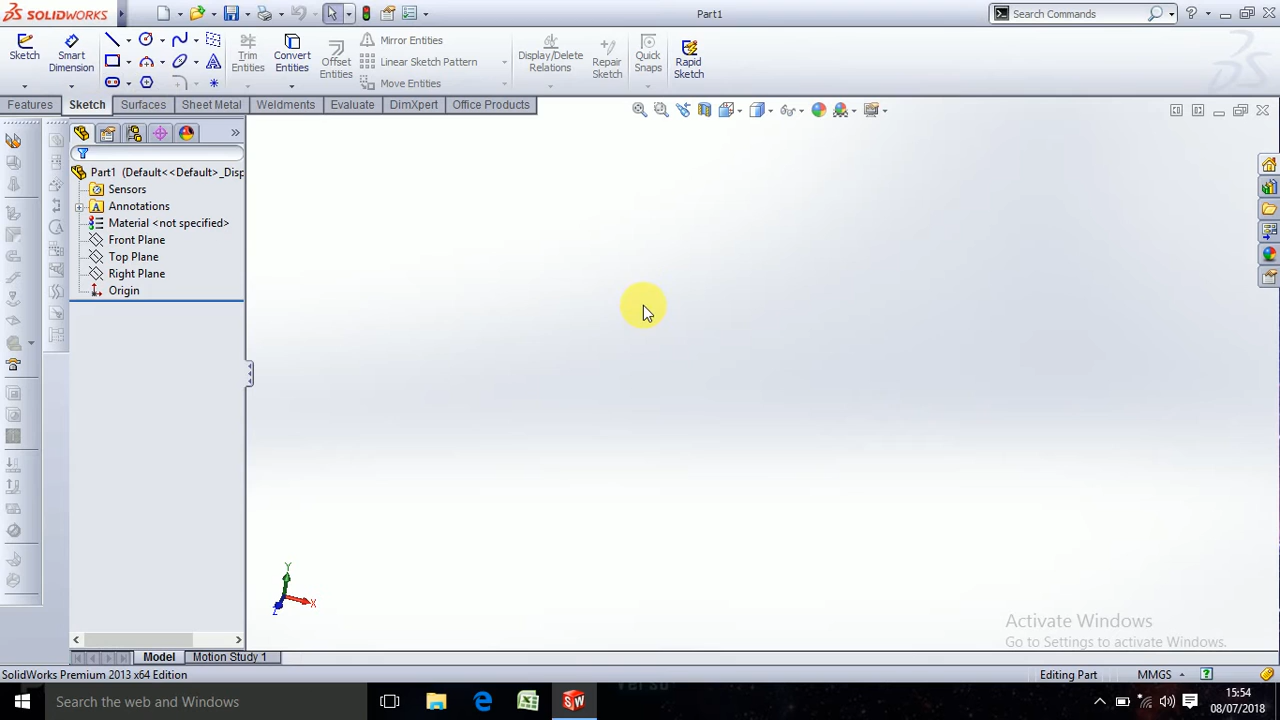 SOLIDWORKS
Part1
Search Commands
Sketch
Smart Dimension
Trim Entities
Convert Entities
Offset Entities
Mirror Entities
Linear Sketch Pattern
Move Entities
Display/Delete Relations
Repair Sketch
Quick Snaps
Rapid Sketch
Features
Sketch
Surfaces
Sheet Metal
Weldments
Evaluate
DimXpert
Office Products
Part1 (Default<<Default>_Disp
Sensors
Annotations
Material <not specified>
Front Plane
Top Plane
Right Plane
Origin
Y
X
Z
Activate Windows
Go to Settings to activate Windows.
Model
Motion Study 1
SolidWorks Premium 2013 x64 Edition
Editing Part
MMGS
Search the web and Windows
15:54
08/07/2018